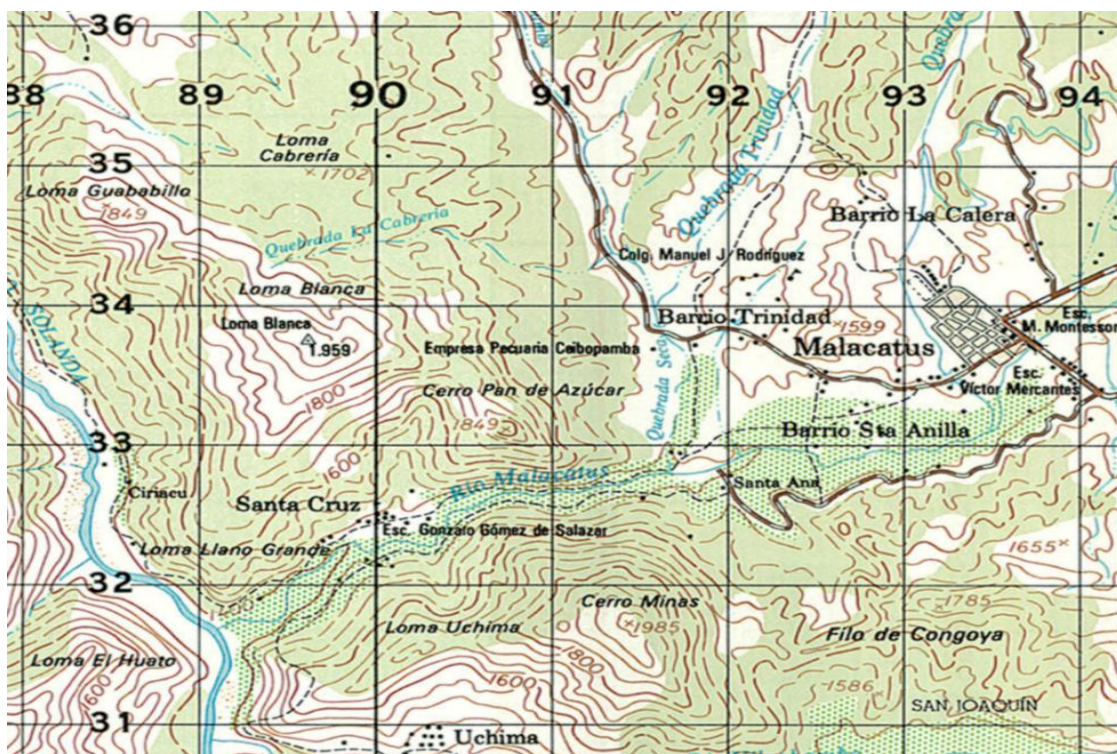 36
Quebrada
88
89
90
91
92
93
94
Loma
Cabrería
1702
35
Quebrada Trinidad
Loma Guababillo
1849
Barrio La Calera
Quebrada La Cabrería
Colg. Manuel J. Rodríguez
34
Loma Blanca
SOLANDA
Loma Blanca
1.959
Barrio Trinidad
1599
Esc.
M. Montessori
Empresa Pecuaria Ceibopamba
Malacatus
Quebrada Seca
Esc.
Víctor Mercantes
Cerro Pan de Azúcar
1800
1849
33
1600
Barrio Sta Anilla
Río Malacatus
Ciriacu
Santa Cruz
Santa Ana
Esc. Gonzalo Gómez de Salazar
Loma Llano Grande
1655
32
Cerro Minas
1785
Loma Uchima
1985
Filo de Congoya
Loma El Huato
1800
1600
1600
1586
SAN JOAQUÍN
31
Uchima